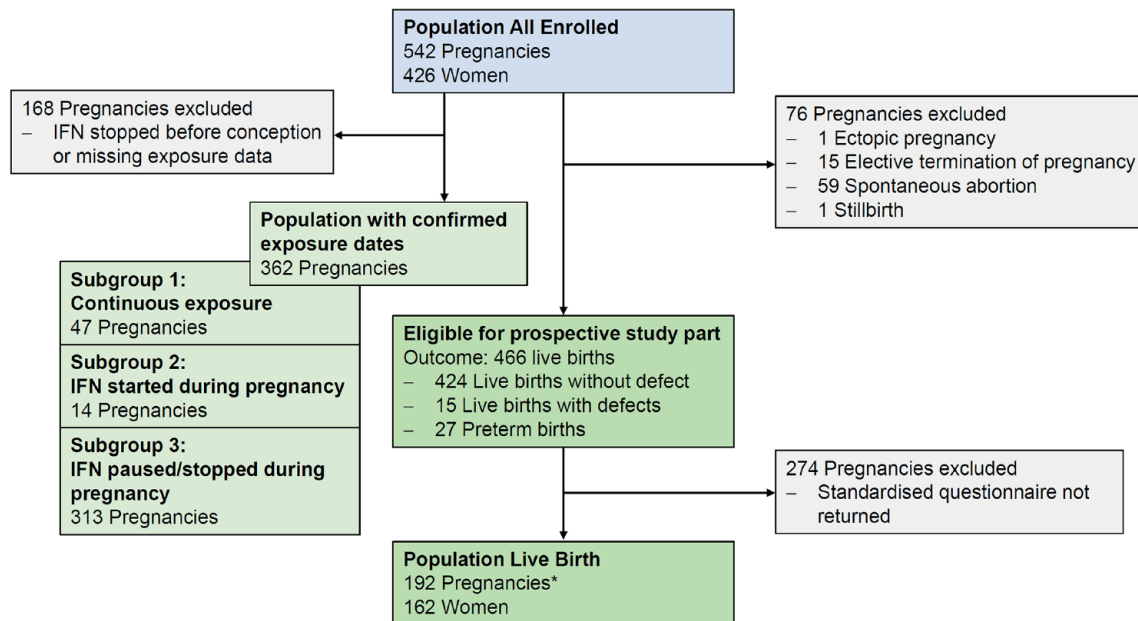 Population All Enrolled
542 Pregnancies
426 Women
168 Pregnancies excluded
– IFN stopped before conception
or missing exposure data
76 Pregnancies excluded
– 1 Ectopic pregnancy
– 15 Elective termination of pregnancy
– 59 Spontaneous abortion
– 1 Stillbirth
Population with confirmed
exposure dates
362 Pregnancies
Subgroup 1:
Continuous exposure
47 Pregnancies
Subgroup 2:
IFN started during pregnancy
14 Pregnancies
Subgroup 3:
IFN paused/stopped during
pregnancy
313 Pregnancies
Eligible for prospective study part
Outcome: 466 live births
– 424 Live births without defect
– 15 Live births with defects
– 27 Preterm births
274 Pregnancies excluded
– Standardised questionnaire not
returned
Population Live Birth
192 Pregnancies*
162 Women